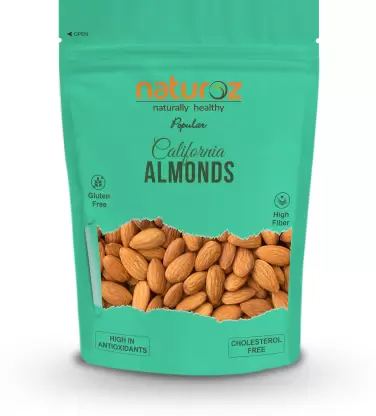 OPEN
naturoz
naturally healthy
Popular
California
ALMONDS
Gluten
Free
High
Fiber
HIGH IN
ANTIOXIDANTS
CHOLESTEROL
FREE